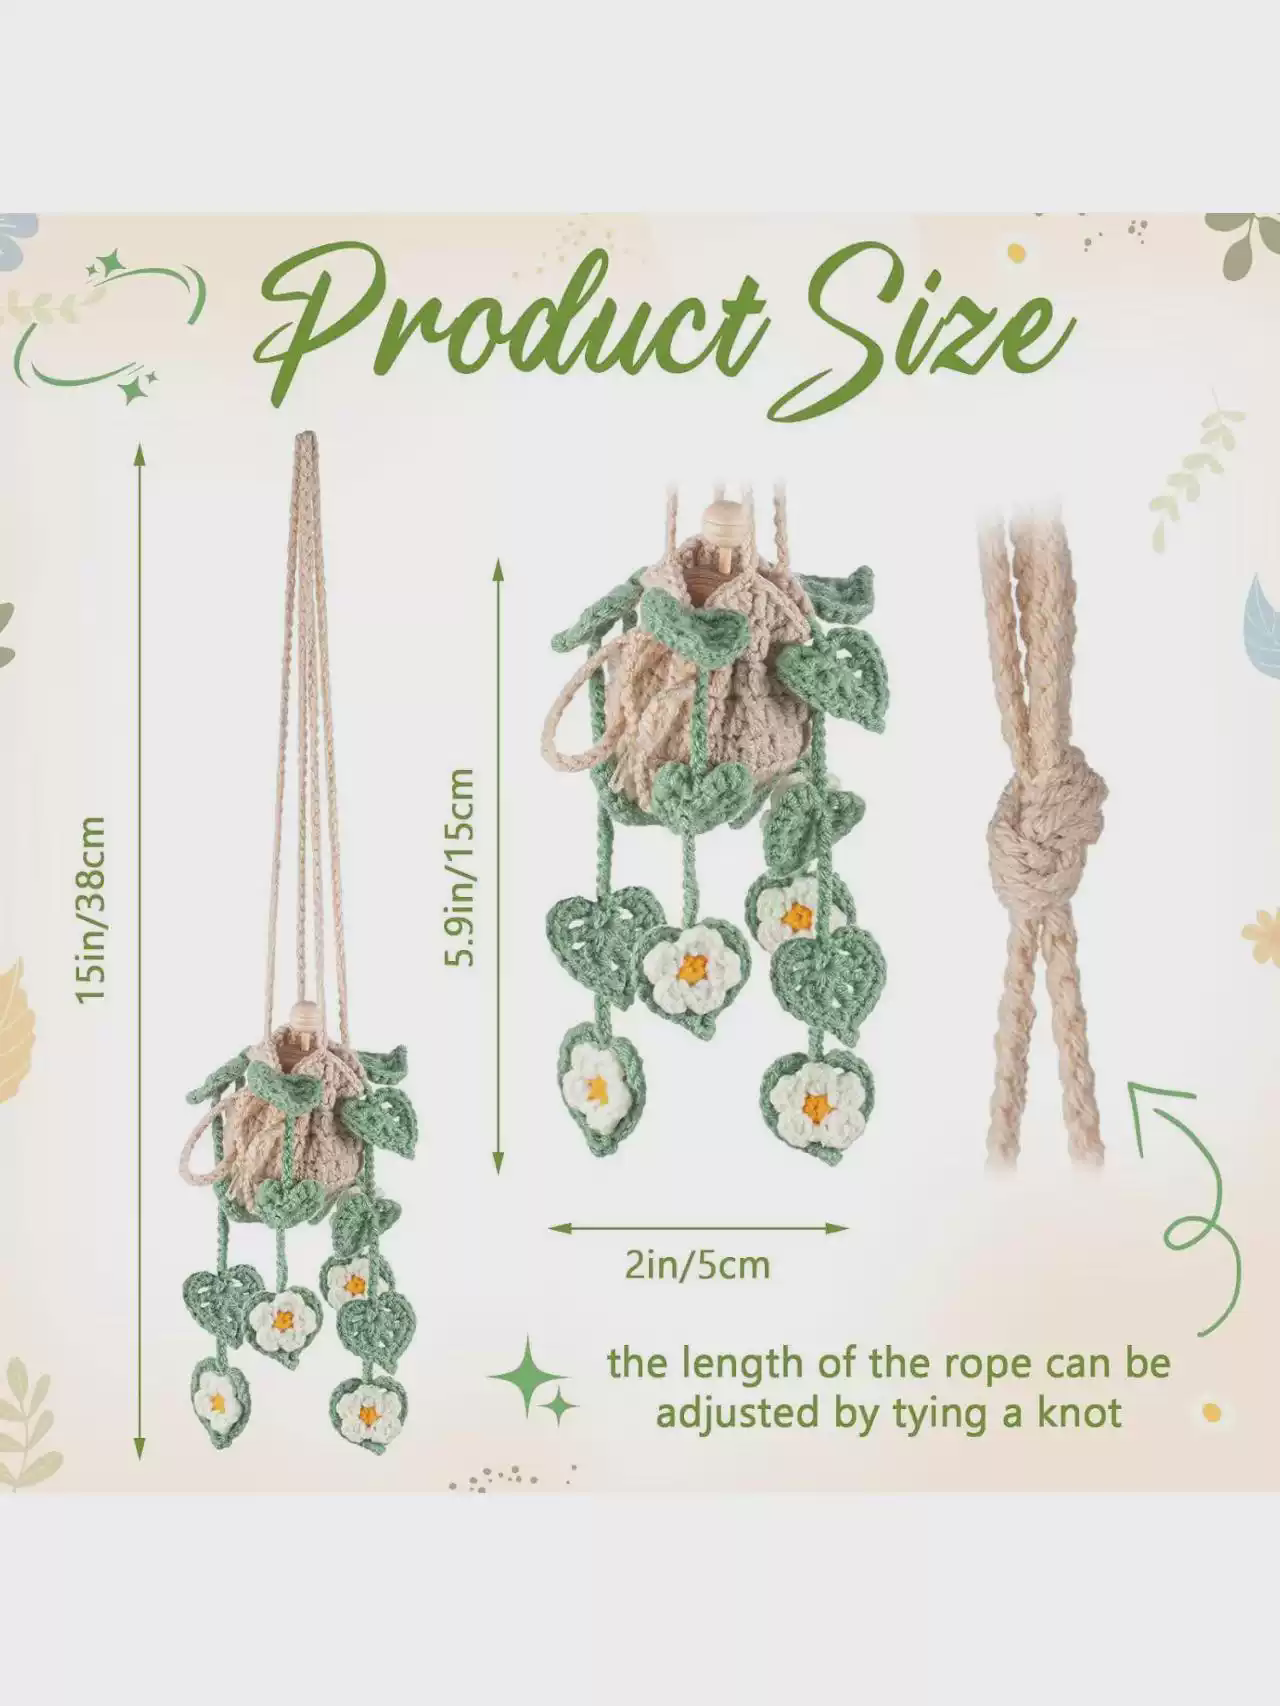 Product Size
15in/38cm
5.9in/15cm
2in/5cm
the length of the rope can be
adjusted by tying a knot